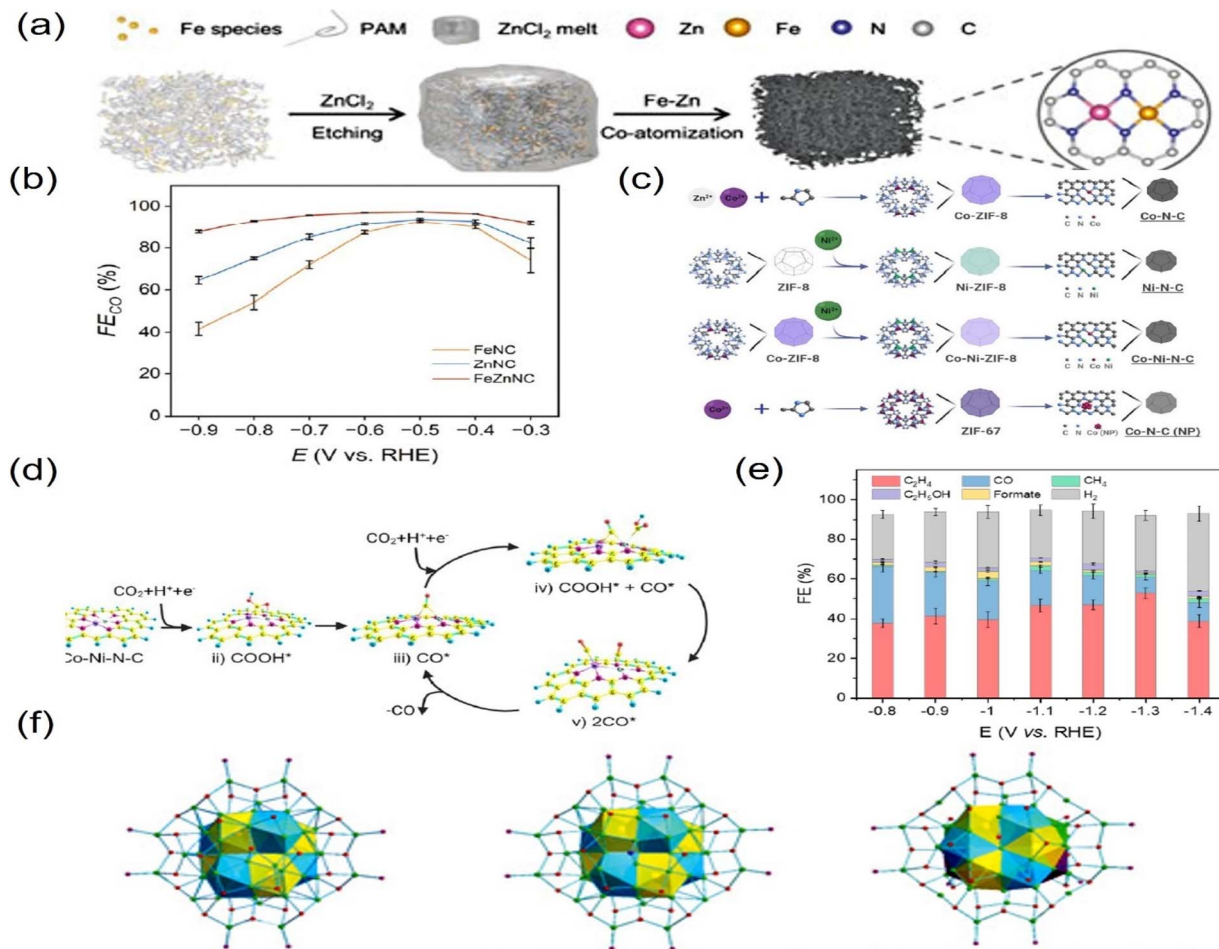 (a)
Fe species PAM ZnCl₂ melt Zn Fe N C
ZnCl₂
Etching
Fe-Zn
Co-atomization
(b)
FE_CO (%)
100
80
60
40
20
0
FeNC
ZnNC
FeZnNC
−0.9 −0.8 −0.7 −0.6 −0.5 −0.4 −0.3
E (V vs. RHE)
(c)
Zn²⁺ Co²⁺ +
Co-ZIF-8
C N Co
Co-N-C
Ni²⁺
ZIF-8
Ni-ZIF-8
C N Ni
Ni-N-C
Ni²⁺
Co-ZIF-8
Co-Ni-ZIF-8
C N Co Ni
Co-Ni-N-C
Co²⁺ +
ZIF-67
C N Co (NP)
Co-N-C (NP)
(d)
CO₂+H⁺+e⁻
Co-Ni-N-C
ii) COOH*
iii) CO*
CO₂+H⁺+e⁻
iv) COOH* + CO*
v) 2CO*
-CO
(e)
C₂H₄ CO CH₄
C₂H₅OH Formate H₂
FE (%)
100
80
60
40
20
0
-0.8 -0.9 -1 -1.1 -1.2 -1.3 -1.4
E (V vs. RHE)
(f)